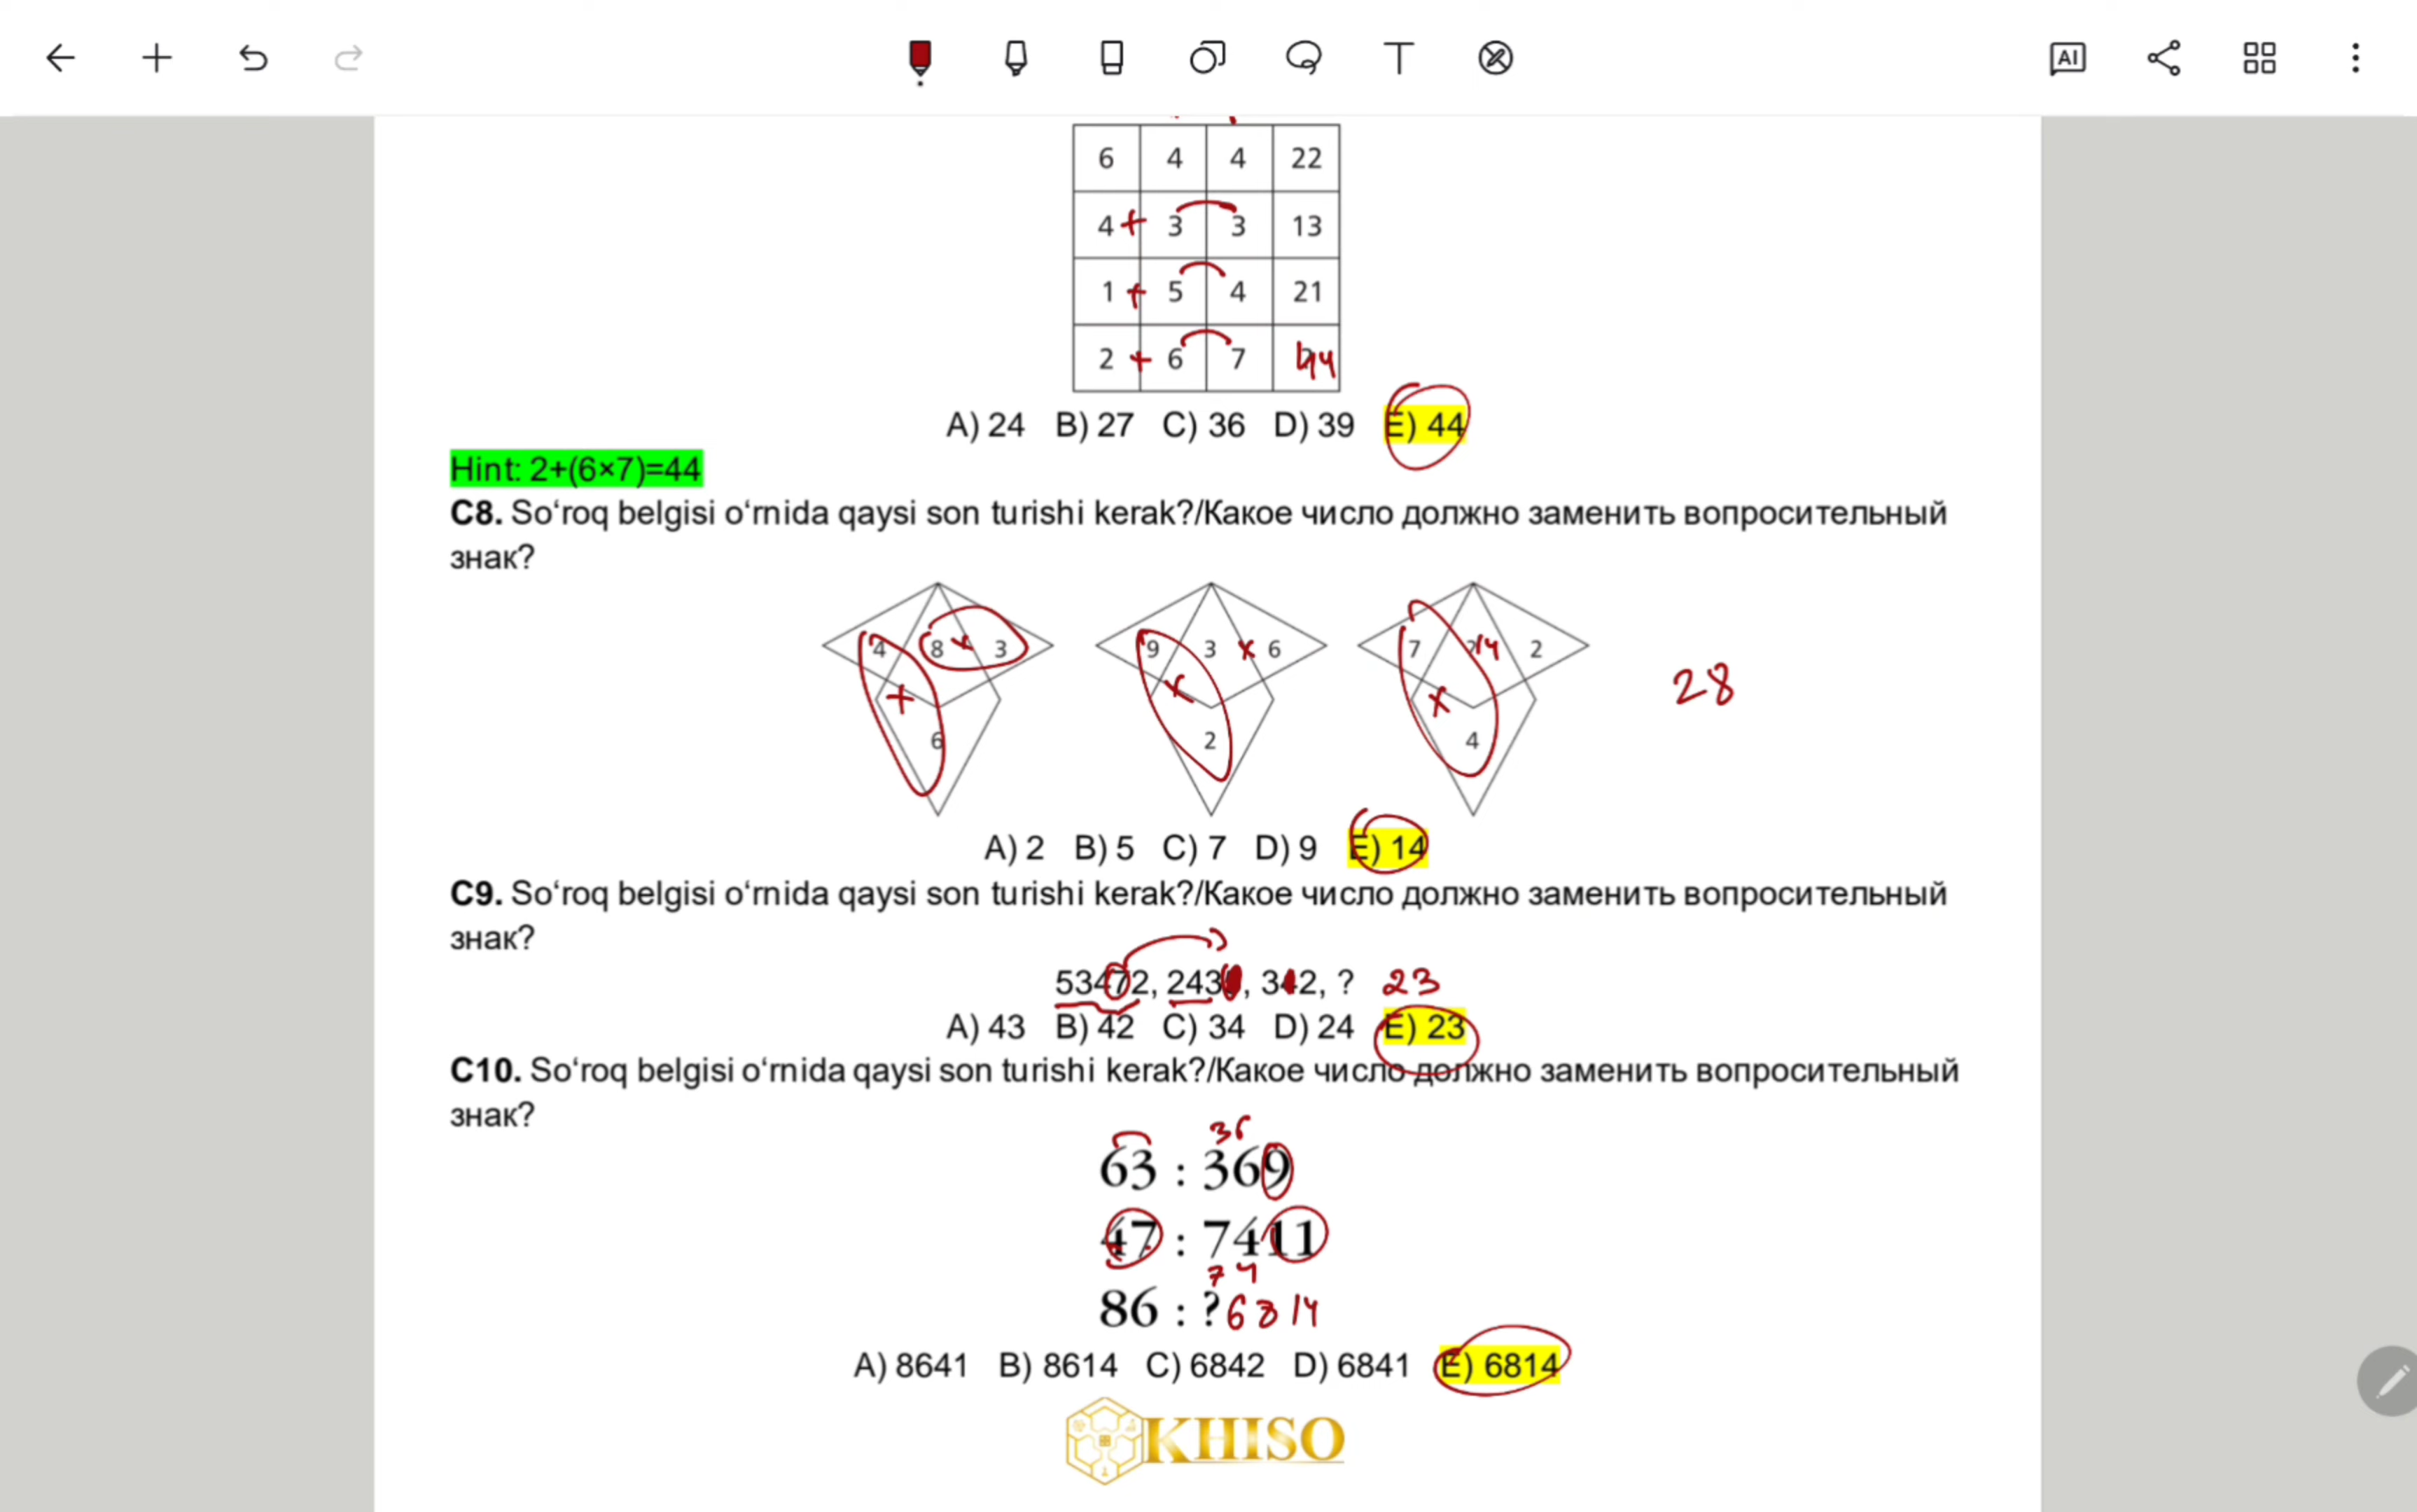 AI
6 4 4 22
4 + 3 3 13
1 + 5 4 21
2 + 6 7 44
A) 24 B) 27 C) 36 D) 39 E) 44
Hint: 2+(6×7)=44
C8. So‘roq belgisi o‘rnida qaysi son turishi kerak?/Какое число должно заменить вопросительный
знак?
4 8 x 3 9 3 x 6 7 ? 14 2
28
x x x
6 2 4
A) 2 B) 5 C) 7 D) 9 E) 14
C9. So‘roq belgisi o‘rnida qaysi son turishi kerak?/Какое число должно заменить вопросительный
знак?
53472, 243, 342, ? 23
A) 43 B) 42 C) 34 D) 24 E) 23
C10. So‘roq belgisi o‘rnida qaysi son turishi kerak?/Какое число должно заменить вопросительный
знак?
36
63 : 369
47 : 7411
74
86 : ? 6814
A) 8641 B) 8614 C) 6842 D) 6841 E) 6814
KHISO